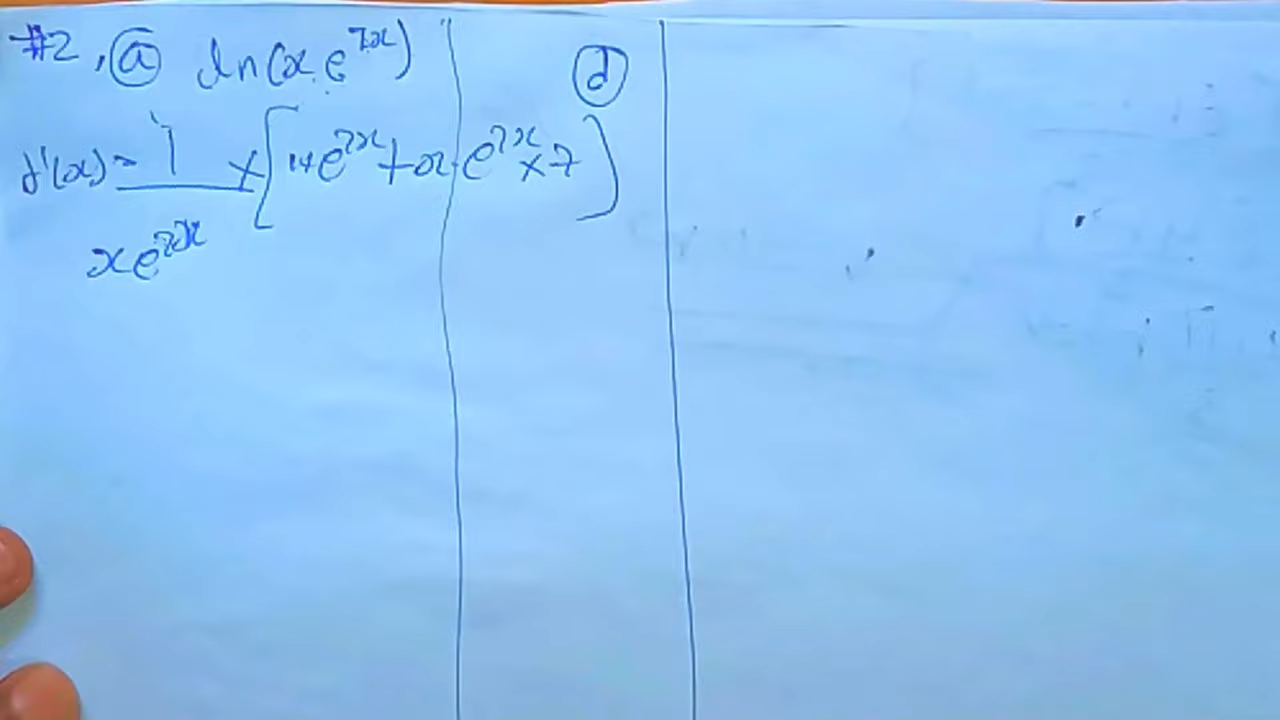 #2, ⓐ ln(x.e^7x) ⓓ
f'(x) = 1/(xe^7x) × [1×e^7x + x.e^7x × 7]